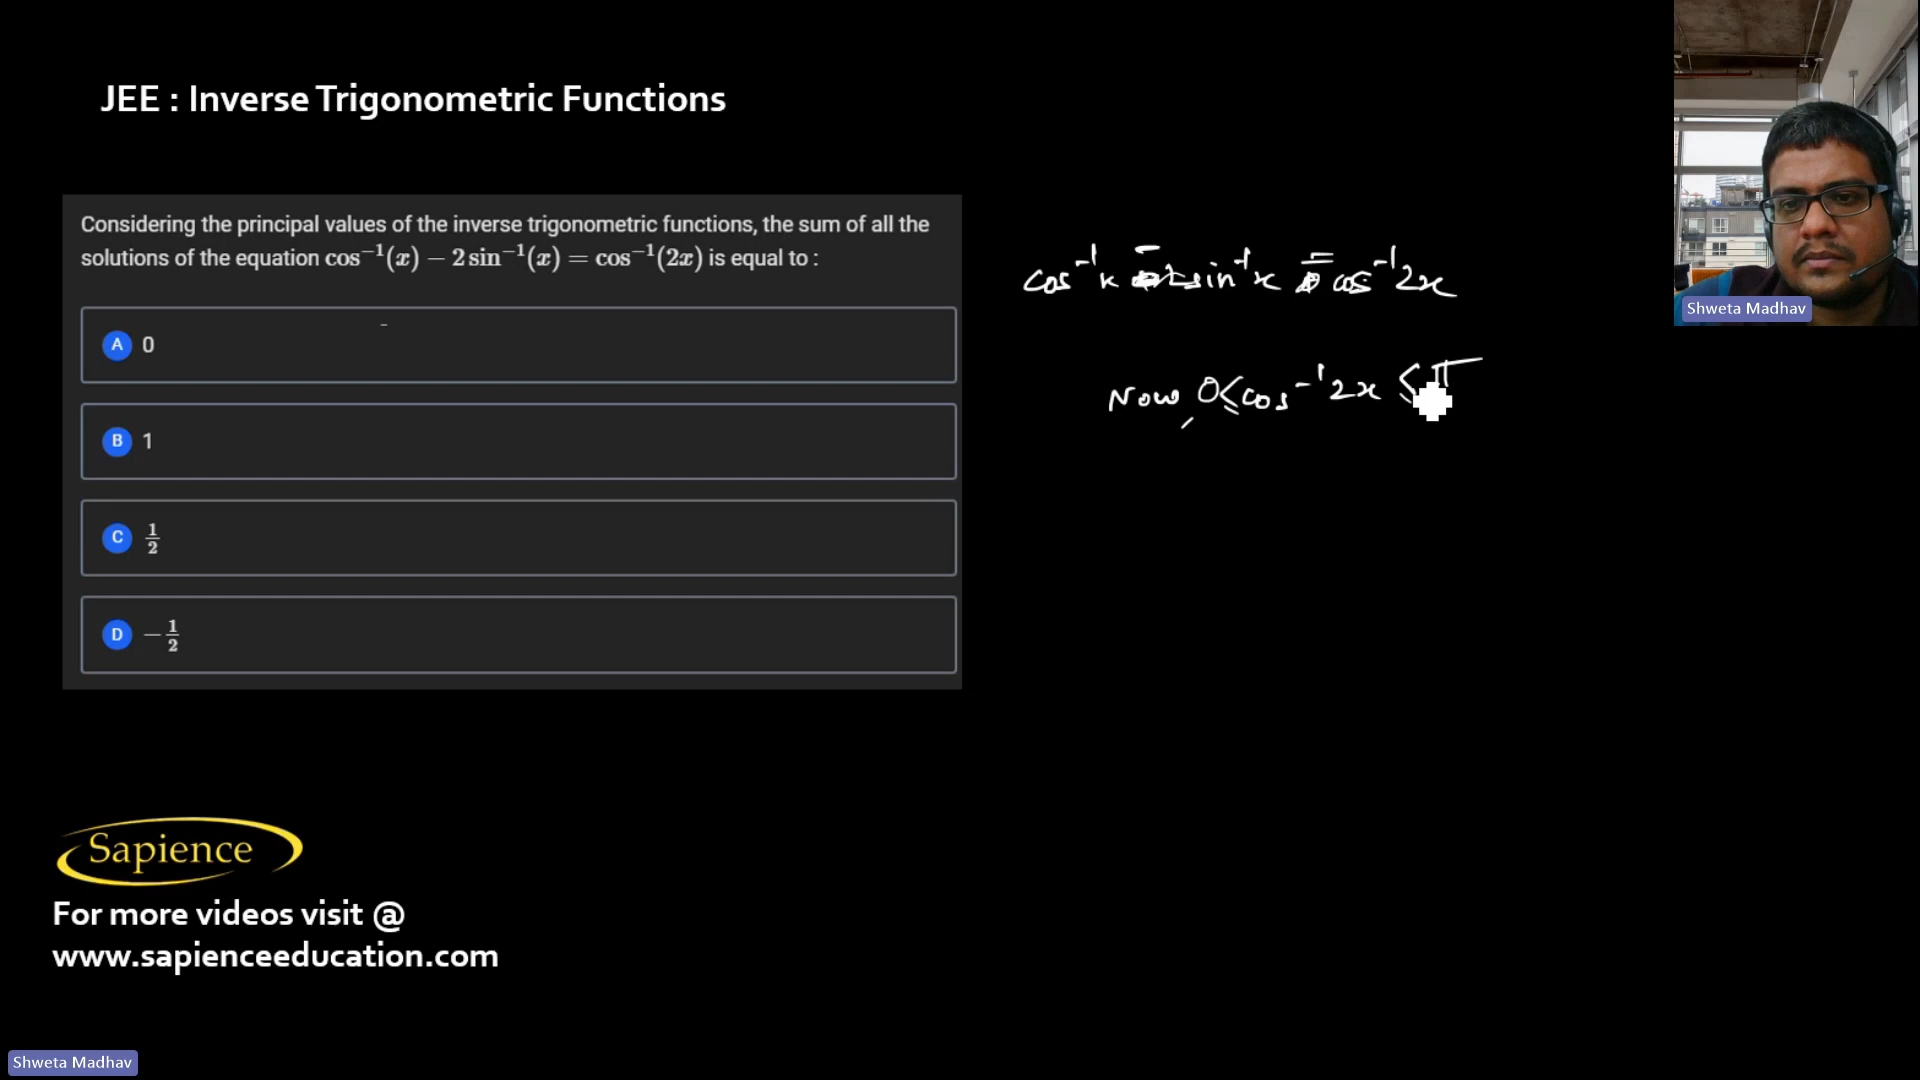 JEE : Inverse Trigonometric Functions
Considering the principal values of the inverse trigonometric functions, the sum of all the
solutions of the equation cos⁻¹(x) − 2 sin⁻¹(x) = cos⁻¹(2x) is equal to :
A 0
B 1
C 1/2
D −1/2
cos⁻¹x − 2sin⁻¹x = cos⁻¹2x
Now, 0≤cos⁻¹2x ≤π
Shweta Madhav
Sapience
For more videos visit @
www.sapienceeducation.com
Shweta Madhav